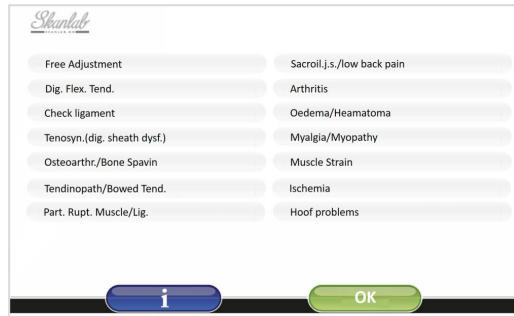 Skanlab
Free Adjustment
Dig. Flex. Tend.
Check ligament
Tenosyn.(dig. sheath dysf.)
Osteoarthr./Bone Spavin
Tendinopath/Bowed Tend.
Part. Rupt. Muscle/Lig.
Sacroil.j.s./low back pain
Arthritis
Oedema/Heamatoma
Myalgia/Myopathy
Muscle Strain
Ischemia
Hoof problems
i
OK